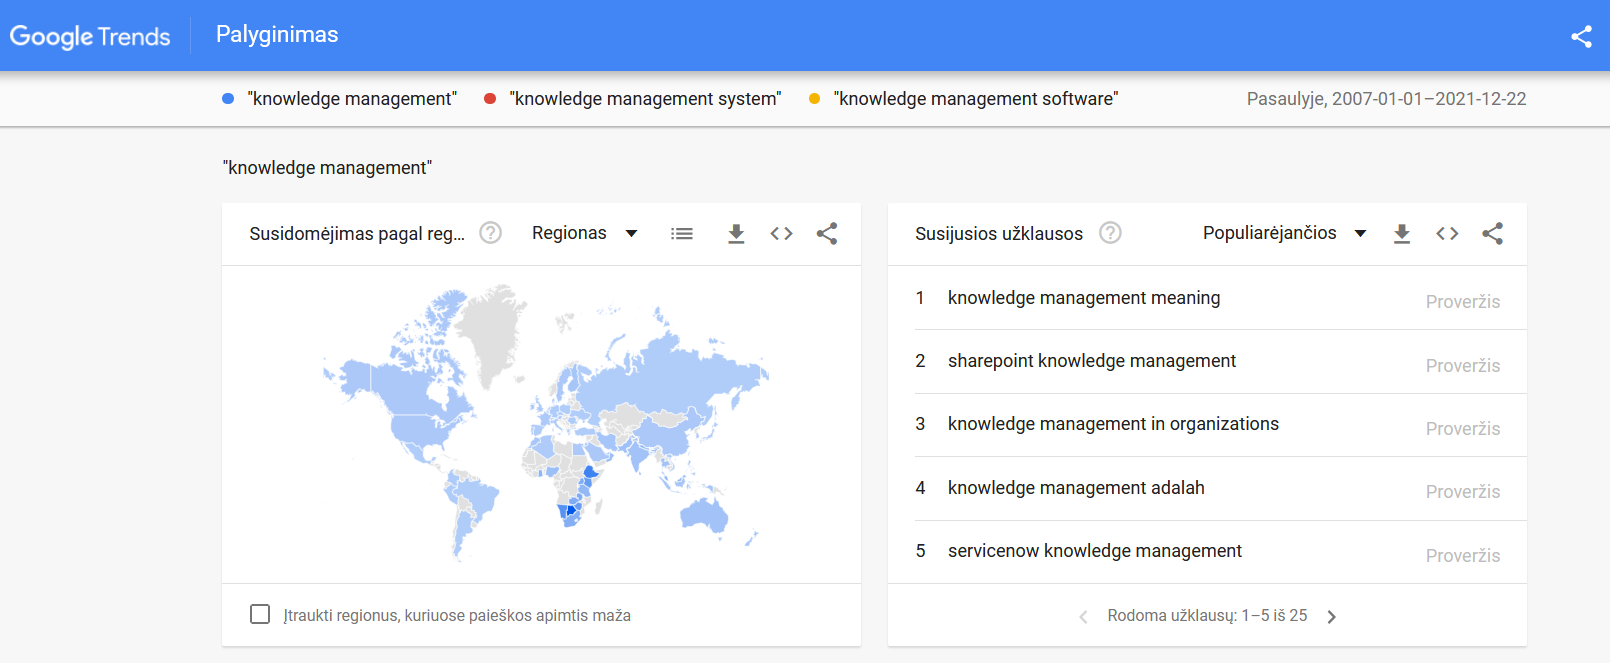 Google Trends Palyginimas
"knowledge management" "knowledge management system" "knowledge management software" Pasaulyje, 2007-01-01–2021-12-22
"knowledge management"
Susidomėjimas pagal reg... Regionas
Įtraukti regionus, kuriuose paieškos apimtis maža
Susijusios užklausos Populiarėjančios
1 knowledge management meaning Proveržis
2 sharepoint knowledge management Proveržis
3 knowledge management in organizations Proveržis
4 knowledge management adalah Proveržis
5 servicenow knowledge management Proveržis
Rodoma užklausų: 1–5 iš 25